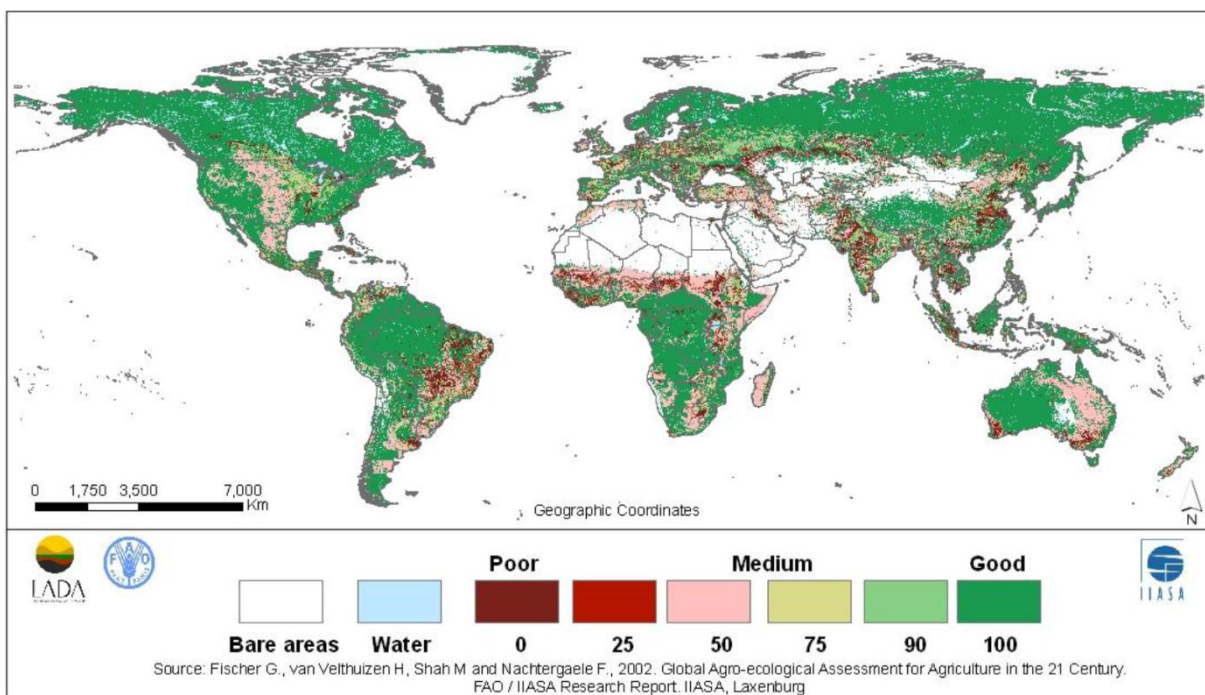 0 1,750 3,500 7,000
Km
Geographic Coordinates
N
LADA
FAO
IIASA
Poor Medium Good
Bare areas Water 0 25 50 75 90 100
Source: Fischer G., van Velthuizen H, Shah M and Nachtergaele F., 2002. Global Agro-ecological Assessment for Agriculture in the 21 Century.
FAO / IIASA Research Report. IIASA, Laxenburg